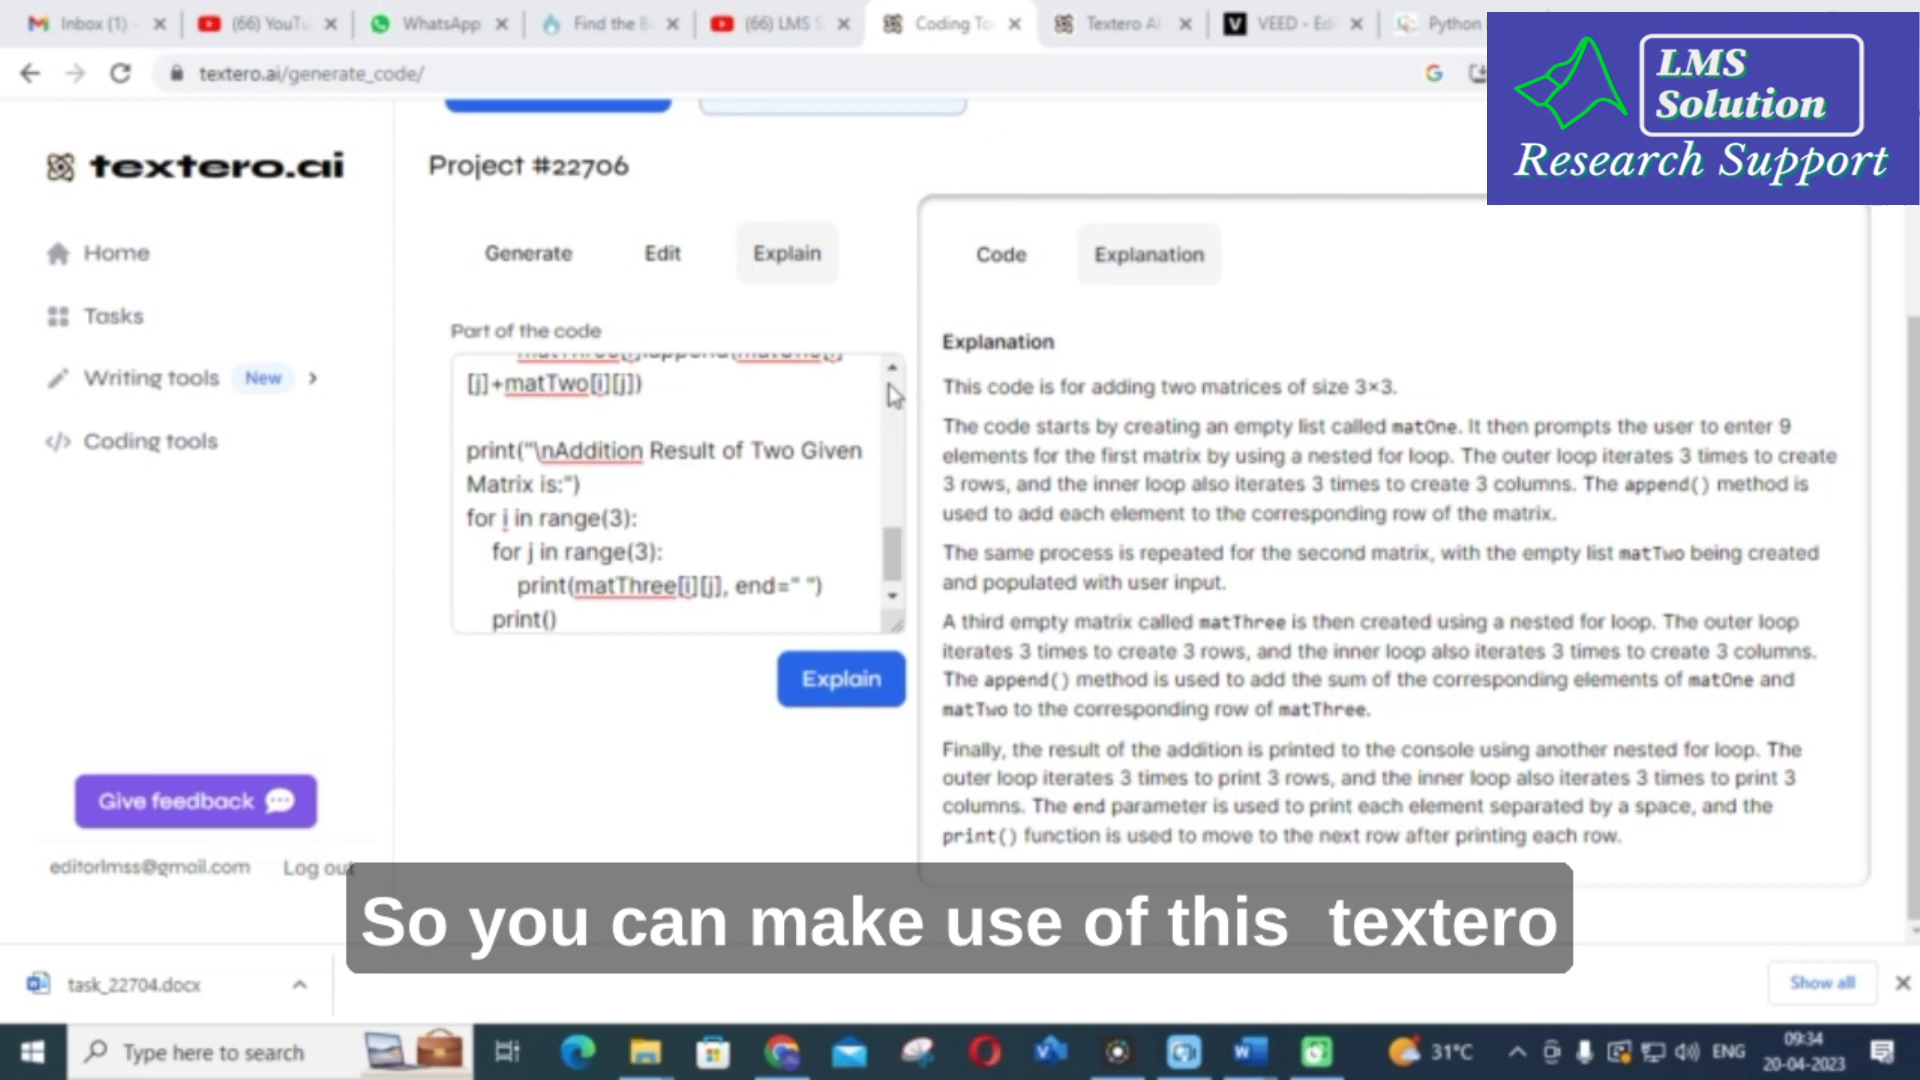 Inbox (1)
(66) YouTu
WhatsApp
Find the B
(66) LMS S
Coding To
Textero AI
VEED - Edi
Python
textero.ai/generate_code/
LMS
Solution
Research Support
textero.ai
Project #22706
Home
Generate
Edit
Explain
Code
Explanation
Tasks
Writing tools
New
Coding tools
Part of the code
[j]+matTwo[i][j])
print("\nAddition Result of Two Given
Matrix is:")
for i in range(3):
for j in range(3):
print(matThree[i][j], end=" ")
print()
Explain
Explanation
This code is for adding two matrices of size 3×3.
The code starts by creating an empty list called matOne. It then prompts the user to enter 9
elements for the first matrix by using a nested for loop. The outer loop iterates 3 times to create
3 rows, and the inner loop also iterates 3 times to create 3 columns. The append() method is
used to add each element to the corresponding row of the matrix.
The same process is repeated for the second matrix, with the empty list matTwo being created
and populated with user input.
A third empty matrix called matThree is then created using a nested for loop. The outer loop
iterates 3 times to create 3 rows, and the inner loop also iterates 3 times to create 3 columns.
The append() method is used to add the sum of the corresponding elements of matOne and
matTwo to the corresponding row of matThree.
Finally, the result of the addition is printed to the console using another nested for loop. The
outer loop iterates 3 times to print 3 rows, and the inner loop also iterates 3 times to print 3
columns. The end parameter is used to print each element separated by a space, and the
print() function is used to move to the next row after printing each row.
Give feedback
editorlmss@gmail.com
Log out
So you can make use of this textero
task_22704.docx
Show all
Type here to search
31°C
ENG
09:34
20-04-2023